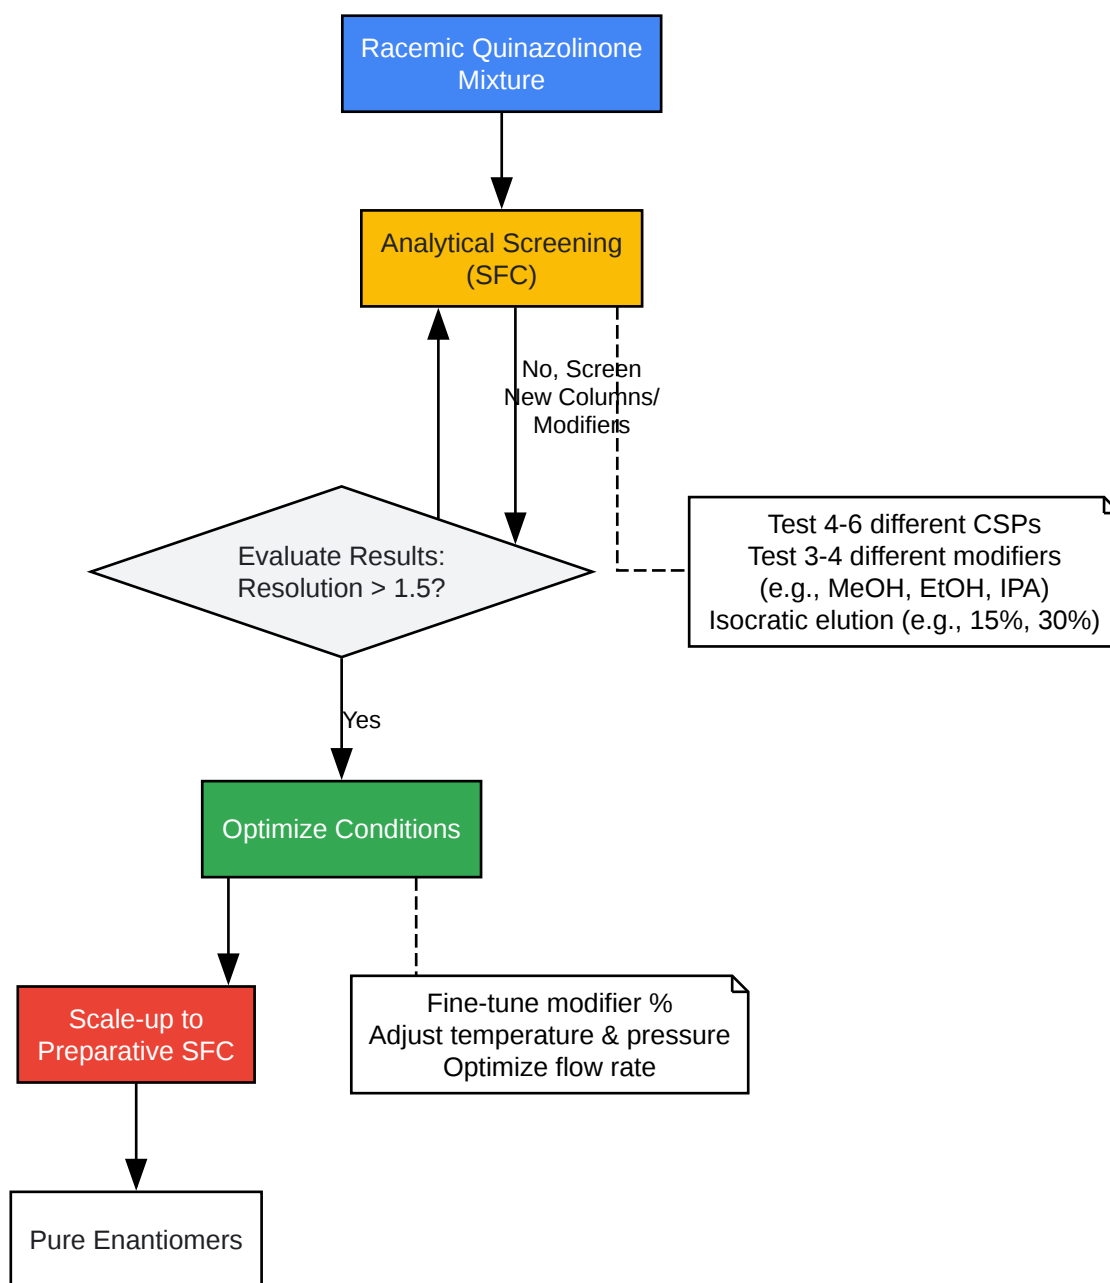 Racemic Quinazolinone
Mixture
Analytical Screening
(SFC)
No, Screen
New Columns/
Modifiers
Test 4-6 different CSPs
Test 3-4 different modifiers
(e.g., MeOH, EtOH, IPA)
Isocratic elution (e.g., 15%, 30%)
Evaluate Results:
Resolution > 1.5?
Yes
Optimize Conditions
Fine-tune modifier %
Adjust temperature & pressure
Optimize flow rate
Scale-up to
Preparative SFC
Pure Enantiomers